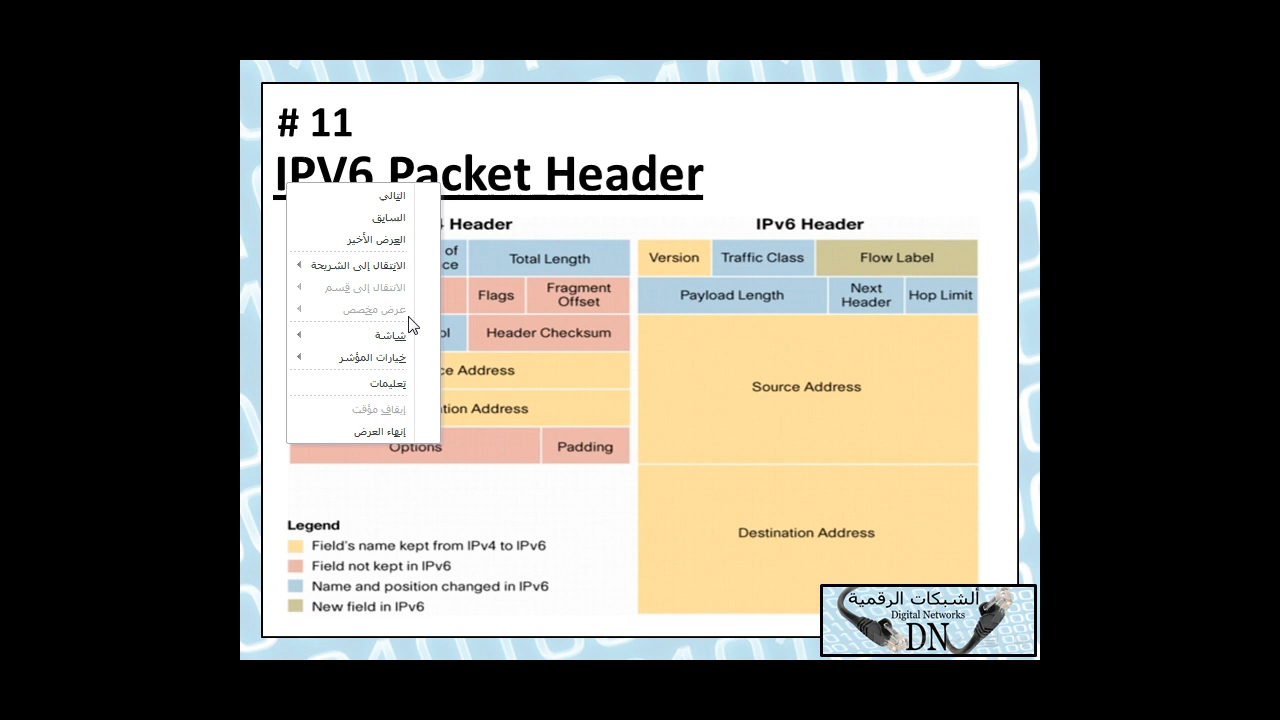 # 11
IPV6 Packet Header
التالي
السابق
العرض الأخير
الانتقال إلى الشريحة
الانتقال إلى قسم
عرض مخصص
شاشة
خيارات المؤشر
تعليمات
إيقاف مؤقت
إنهاء العرض
Header
of
Total Length
Flags
Fragment
Offset
Header Checksum
Address
Address
Options
Padding
IPv6 Header
Version
Traffic Class
Flow Label
Payload Length
Next
Header
Hop Limit
Source Address
Destination Address
Legend
Field's name kept from IPv4 to IPv6
Field not kept in IPv6
Name and position changed in IPv6
New field in IPv6
ألشبكات الرقمية
Digital Networks
DN